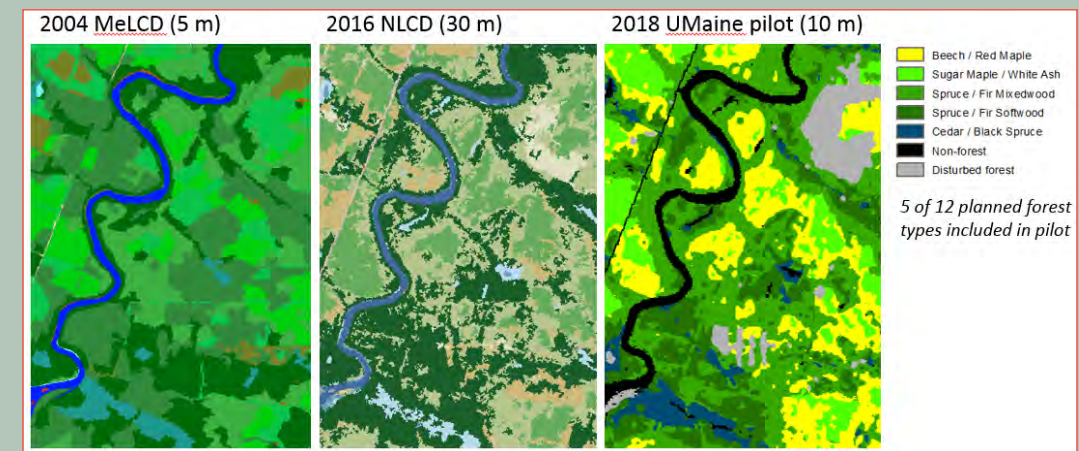 2004 MeLCD (5 m)
2016 NLCD (30 m)
2018 UMaine pilot (10 m)
Beech / Red Maple
Sugar Maple / White Ash
Spruce / Fir Mixedwood
Spruce / Fir Softwood
Cedar / Black Spruce
Non-forest
Disturbed forest
5 of 12 planned forest
types included in pilot